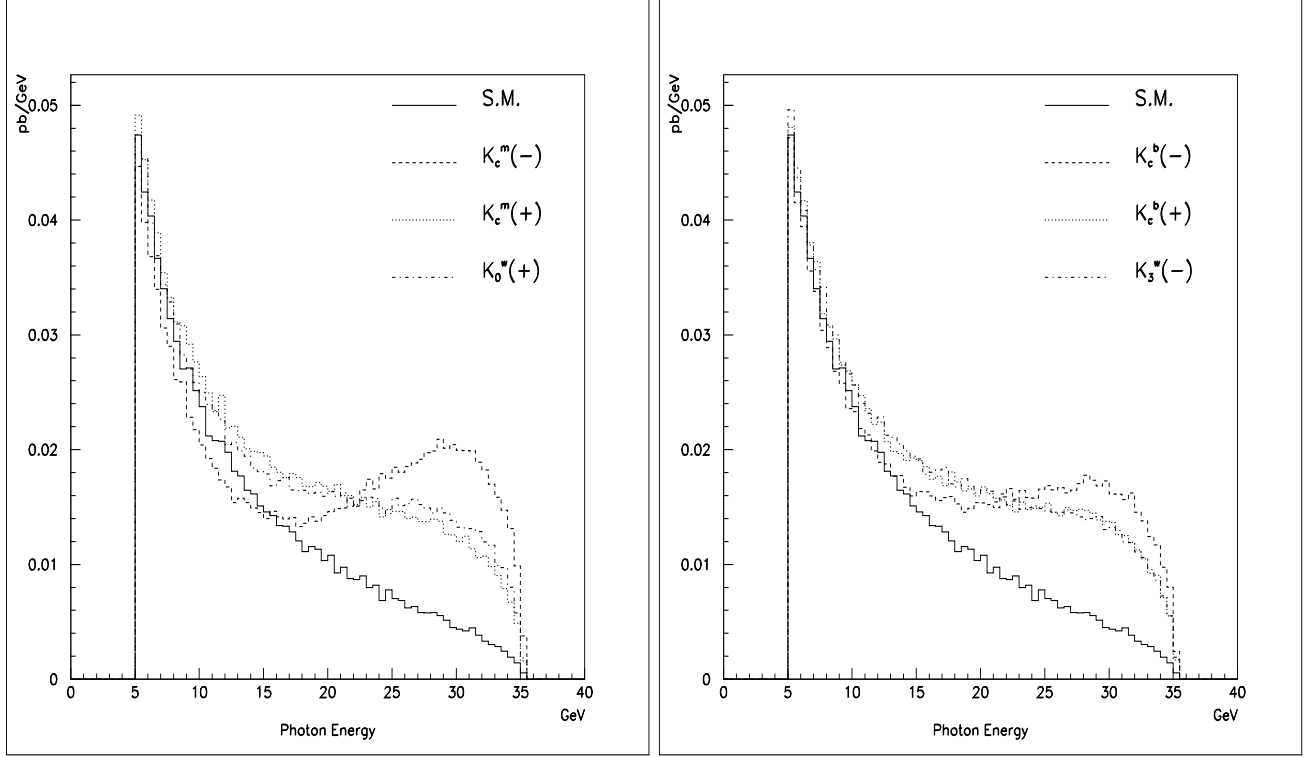 pb/GeV
0.05
0.04
0.03
0.02
0.01
0
S.M.
K_c^m(-)
K_c^m(+)
K_0^w(+)
0 5 10 15 20 25 30 35 40
GeV
Photon Energy
pb/GeV
0.05
0.04
0.03
0.02
0.01
0
S.M.
K_c^b(-)
K_c^b(+)
K_3^w(-)
0 5 10 15 20 25 30 35 40
GeV
Photon Energy